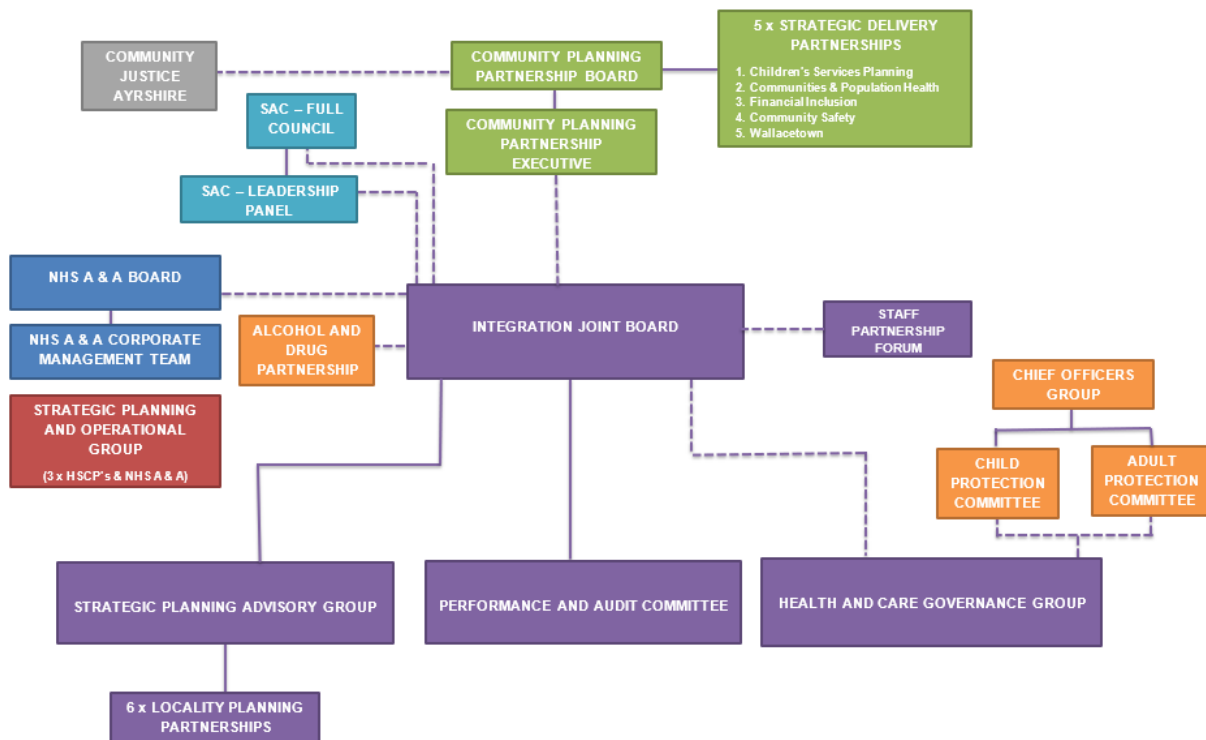 5 x STRATEGIC DELIVERY
PARTNERSHIPS
1. Children's Services Planning
2. Communities & Population Health
3. Financial Inclusion
4. Community Safety
5. Wallacetown
COMMUNITY
JUSTICE
AYRSHIRE
COMMUNITY PLANNING
PARTNERSHIP BOARD
SAC – FULL
COUNCIL
COMMUNITY PLANNING
PARTNERSHIP
EXECUTIVE
SAC – LEADERSHIP
PANEL
NHS A & A BOARD
NHS A & A CORPORATE
MANAGEMENT TEAM
ALCOHOL AND
DRUG
PARTNERSHIP
INTEGRATION JOINT BOARD
STAFF
PARTNERSHIP
FORUM
CHIEF OFFICERS
GROUP
STRATEGIC PLANNING
AND OPERATIONAL
GROUP
(3 x HSCP's & NHS A & A)
CHILD
PROTECTION
COMMITTEE
ADULT
PROTECTION
COMMITTEE
STRATEGIC PLANNING ADVISORY GROUP
PERFORMANCE AND AUDIT COMMITTEE
HEALTH AND CARE GOVERNANCE GROUP
6 x LOCALITY PLANNING
PARTNERSHIPS